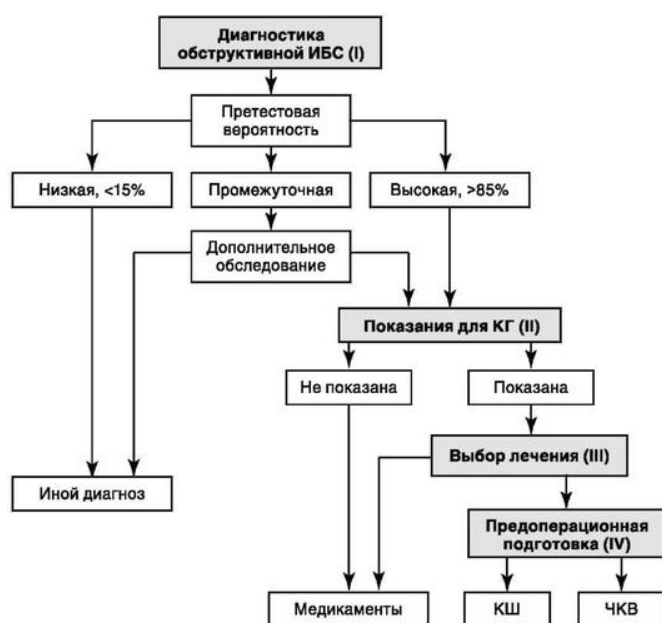 Диагностика
обструктивной ИБС (I)
Претестовая
вероятность
Низкая, <15%
Промежуточная
Высокая, >85%
Дополнительное
обследование
Показания для КГ (II)
Не показана
Показана
Выбор лечения (III)
Иной диагноз
Предоперационная
подготовка (IV)
Медикаменты
КШ
ЧКВ